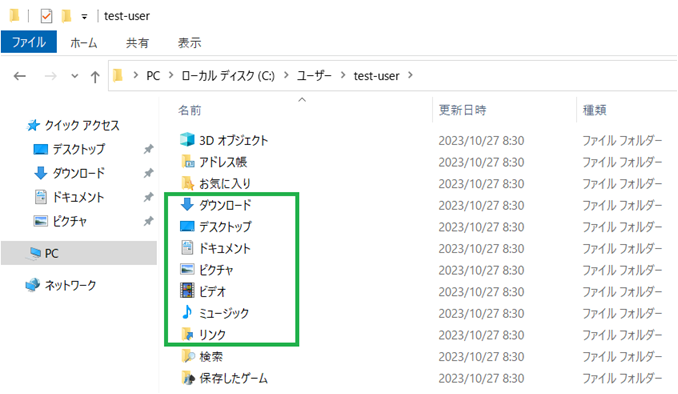 test-user
ファイル ホーム 共有 表示
PC ローカル ディスク (C:) ユーザー test-user
名前 更新日時 種類
クイック アクセス
デスクトップ
ダウンロード
ドキュメント
ピクチャ
PC
ネットワーク
3D オブジェクト 2023/10/27 8:30 ファイル フォルダー
アドレス帳 2023/10/27 8:30 ファイル フォルダー
お気に入り 2023/10/27 8:30 ファイル フォルダー
ダウンロード 2023/10/27 8:30 ファイル フォルダー
デスクトップ 2023/10/27 8:30 ファイル フォルダー
ドキュメント 2023/10/27 8:30 ファイル フォルダー
ピクチャ 2023/10/27 8:30 ファイル フォルダー
ビデオ 2023/10/27 8:30 ファイル フォルダー
ミュージック 2023/10/27 8:30 ファイル フォルダー
リンク 2023/10/27 8:30 ファイル フォルダー
検索 2023/10/27 8:30 ファイル フォルダー
保存したゲーム 2023/10/27 8:30 ファイル フォルダー